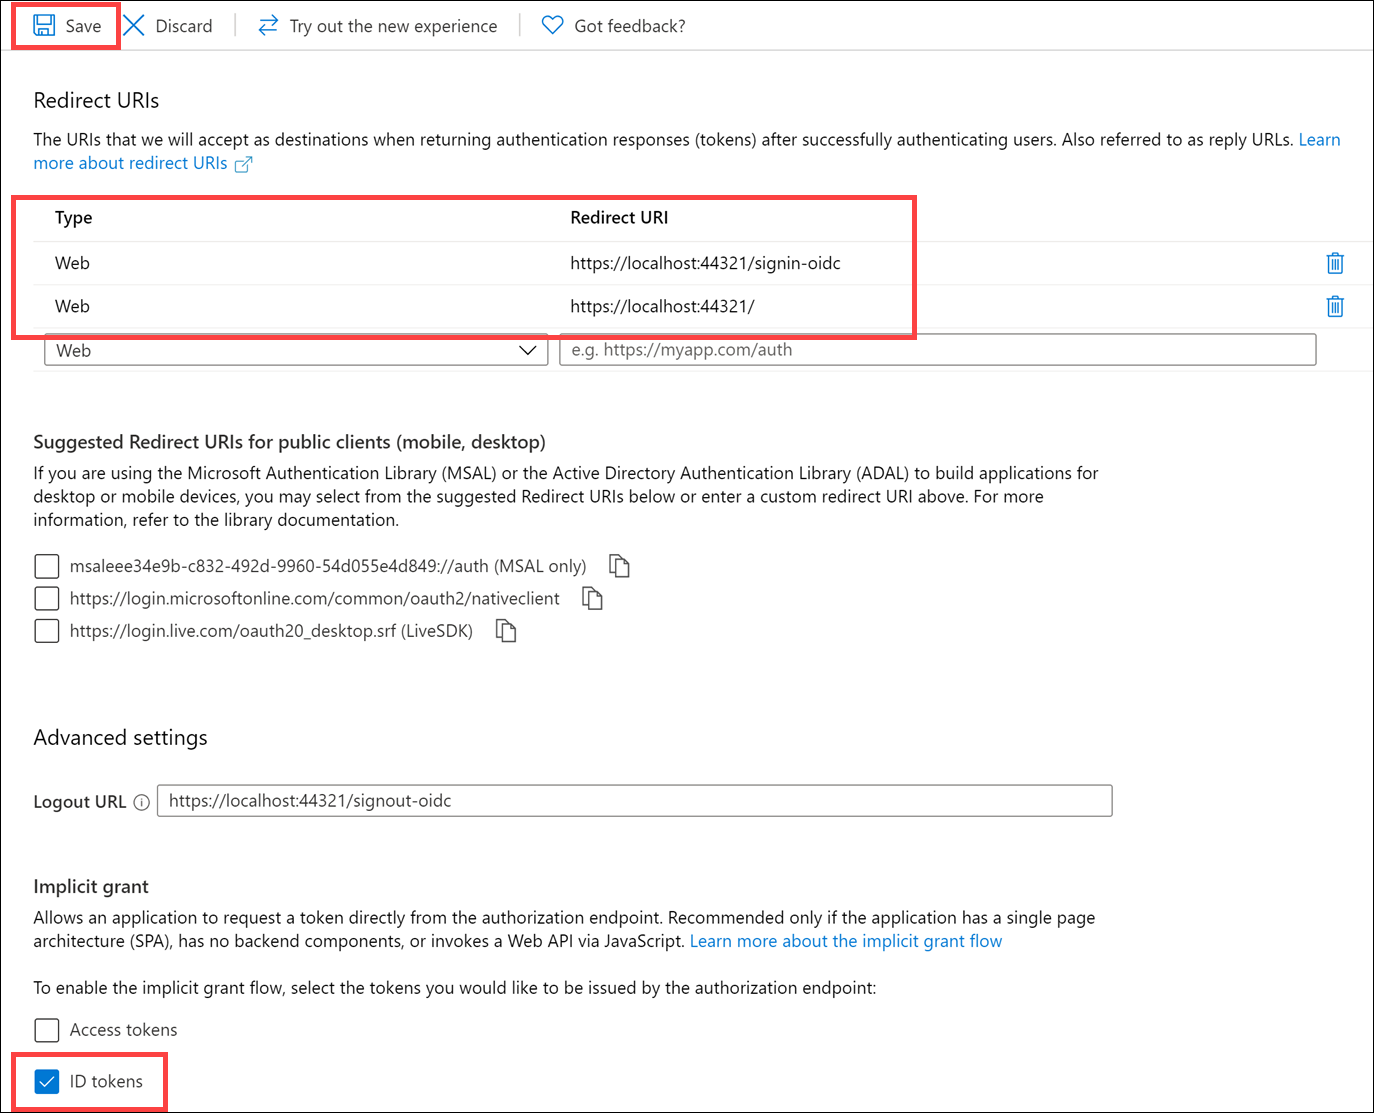 Save Discard Try out the new experience Got feedback?
Redirect URIs
The URIs that we will accept as destinations when returning authentication responses (tokens) after successfully authenticating users. Also referred to as reply URLs. Learn
more about redirect URIs
Type Redirect URI
Web https://localhost:44321/signin-oidc
Web https://localhost:44321/
Web e.g. https://myapp.com/auth
Suggested Redirect URIs for public clients (mobile, desktop)
If you are using the Microsoft Authentication Library (MSAL) or the Active Directory Authentication Library (ADAL) to build applications for
desktop or mobile devices, you may select from the suggested Redirect URIs below or enter a custom redirect URI above. For more
information, refer to the library documentation.
msaleee34e9b-c832-492d-9960-54d055e4d849://auth (MSAL only)
https://login.microsoftonline.com/common/oauth2/nativeclient
https://login.live.com/oauth20_desktop.srf (LiveSDK)
Advanced settings
Logout URL https://localhost:44321/signout-oidc
Implicit grant
Allows an application to request a token directly from the authorization endpoint. Recommended only if the application has a single page
architecture (SPA), has no backend components, or invokes a Web API via JavaScript. Learn more about the implicit grant flow
To enable the implicit grant flow, select the tokens you would like to be issued by the authorization endpoint:
Access tokens
ID tokens